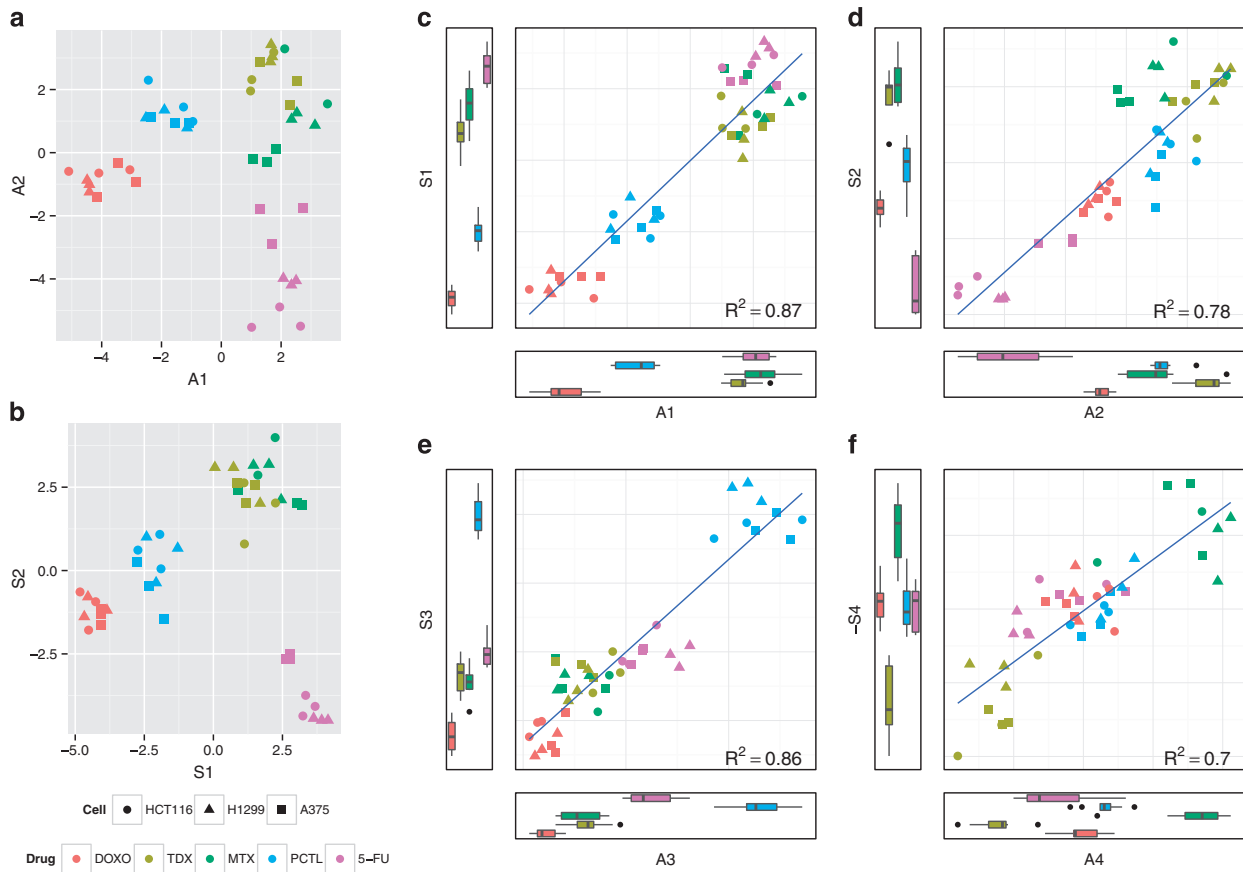 a
2
0
−2
−4
A2
−4
−2
0
2
A1
b
2.5
0.0
−2.5
S2
−5.0
−2.5
0.0
2.5
S1
Cell
HCT116
H1299
A375
Drug
DOXO
TDX
MTX
PCTL
5-FU
c
S1
R² = 0.87
A1
d
S2
R² = 0.78
A2
e
S3
R² = 0.86
A3
f
-S4
R² = 0.7
A4